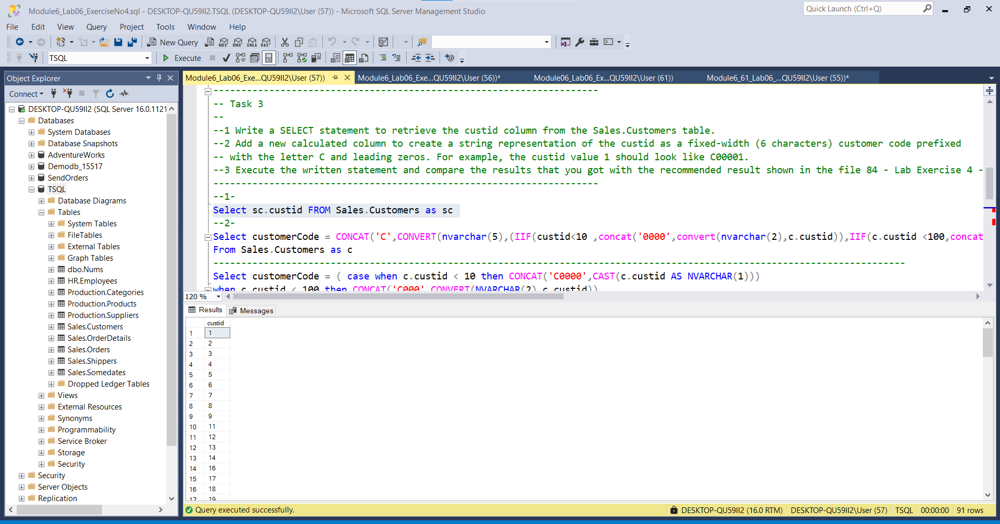 Module6_Lab06_ExerciseNo4.sql - DESKTOP-QU59II2.TSQL (DESKTOP-QU59II2\User (57)) - Microsoft SQL Server Management Studio
Quick Launch (Ctrl+Q)
File Edit View Query Project Tools Window Help
New Query MDX DMX XMLA DAX
TSQL Execute
Object Explorer
Connect
DESKTOP-QU59II2 (SQL Server 16.0.1121
Databases
System Databases
Database Snapshots
AdventureWorks
Demodb_15517
SendOrders
TSQL
Database Diagrams
Tables
System Tables
FileTables
External Tables
Graph Tables
dbo.Nums
HR.Employees
Production.Categories
Production.Products
Production.Suppliers
Sales.Customers
Sales.OrderDetails
Sales.Orders
Sales.Shippers
Sales.Somedates
Dropped Ledger Tables
Views
External Resources
Synonyms
Programmability
Service Broker
Storage
Security
Security
Server Objects
Replication
Module6_Lab06_Exe...QU59II2\User (57)) Module6_Lab06_Exe...QU59II2\User (56))* Module06_Lab06_Ex...QU59II2\User (61)) Module6_61_Lab06_...QU59II2\User (55))*
----------------------------------------------------------------------
-- Task 3
--
--1 Write a SELECT statement to retrieve the custid column from the Sales.Customers table.
--2 Add a new calculated column to create a string representation of the custid as a fixed-width (6 characters) customer code prefixed
-- with the letter C and leading zeros. For example, the custid value 1 should look like C00001.
--3 Execute the written statement and compare the results that you got with the recommended result shown in the file 84 - Lab Exercise 4 -
----------------------------------------------------------------------
--1-
Select sc.custid FROM Sales.Customers as sc
--2-
Select customerCode = CONCAT('C',CONVERT(nvarchar(5),(IIF(custid<10 ,concat('0000',convert(nvarchar(2),c.custid)),IIF(c.custid <100,concat
From Sales.Customers as c
------------------------------------------------------------------------------------------------------------------------------
Select customerCode = ( case when c.custid < 10 then CONCAT('C0000',CAST(c.custid AS NVARCHAR(1)))
when c.custid < 100 then CONCAT('C000',CONVERT(NVARCHAR(2),c.custid))
120 %
Results Messages
custid
1 1
2 2
3 3
4 4
5 5
6 6
7 7
8 8
9 9
10 11
11 12
12 13
13 14
14 16
15 17
16 18
17 19
Query executed successfully. DESKTOP-QU59II2 (16.0 RTM) DESKTOP-QU59II2\User (57) TSQL 00:00:00 91 rows